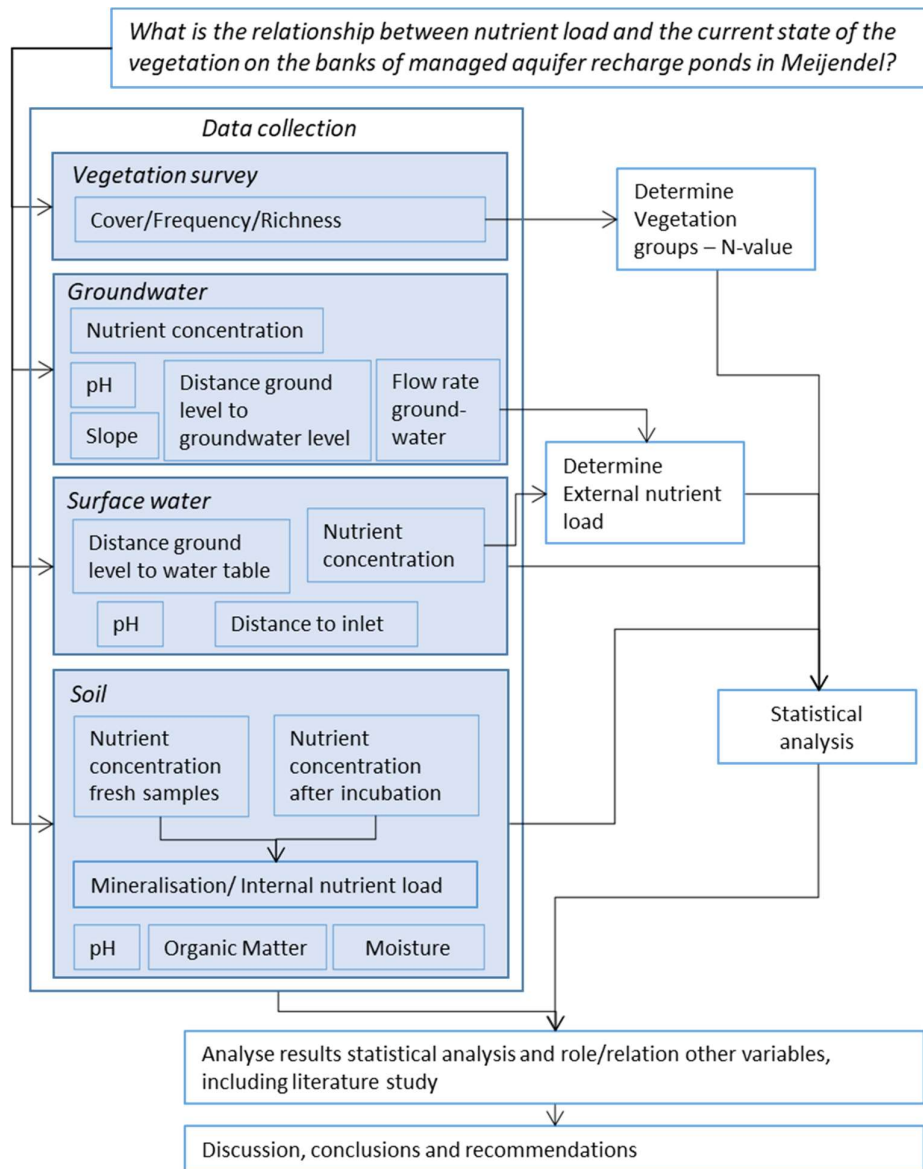 What is the relationship between nutrient load and the current state of the
vegetation on the banks of managed aquifer recharge ponds in Meijendel?
Data collection
Vegetation survey
Cover/Frequency/Richness
Determine
Vegetation
groups – N-value
Groundwater
Nutrient concentration
pH
Slope
Distance ground
level to
groundwater level
Flow rate
ground-
water
Determine
External nutrient
load
Surface water
Distance ground
level to water table
Nutrient
concentration
pH
Distance to inlet
Soil
Nutrient
concentration
fresh samples
Nutrient
concentration
after incubation
Mineralisation/ Internal nutrient load
pH
Organic Matter
Moisture
Statistical
analysis
Analyse results statistical analysis and role/relation other variables,
including literature study
Discussion, conclusions and recommendations